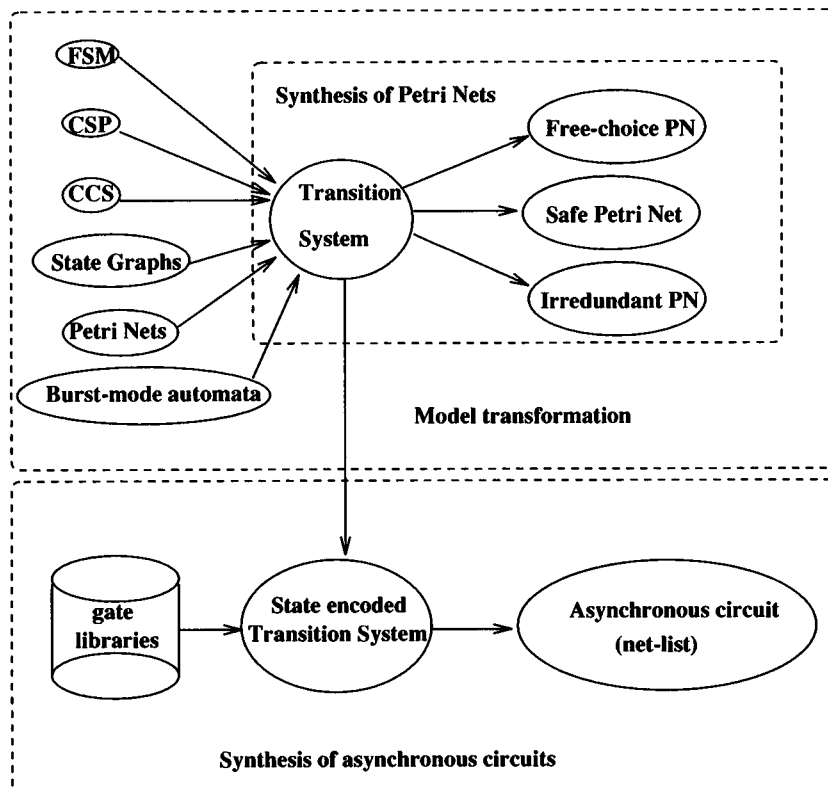 FSM
Synthesis of Petri Nets
CSP
Free-choice PN
CCS
Transition
System
Safe Petri Net
State Graphs
Irredundant PN
Petri Nets
Burst-mode automata
Model transformation
gate
libraries
State encoded
Transition System
Asynchronous circuit
(net-list)
Synthesis of asynchronous circuits